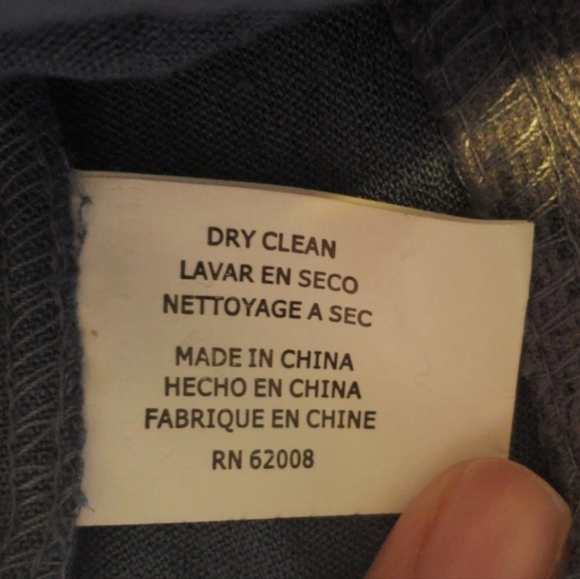 DRY CLEAN
LAVAR EN SECO
NETTOYAGE A SEC
MADE IN CHINA
HECHO EN CHINA
FABRIQUE EN CHINE
RN 62008